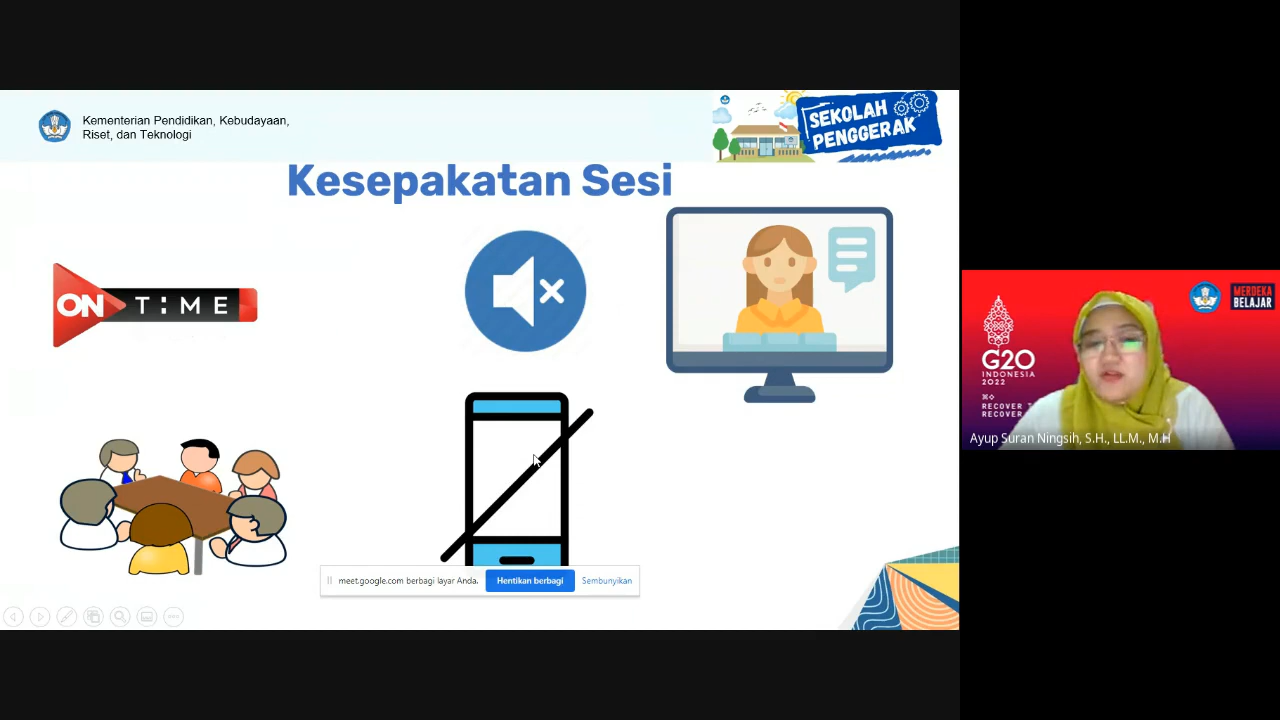 Kementerian Pendidikan, Kebudayaan,
Riset, dan Teknologi
SEKOLAH
PENGGERAK
Kesepakatan Sesi
ON TIME
meet.google.com berbagi layar Anda.
Hentikan berbagi
Sembunyikan
MERDEKA
BELAJAR
G20
INDONESIA
2022
RECOVER
RECOVER
Ayup Suran Ningsih, S.H., LL.M., M.H